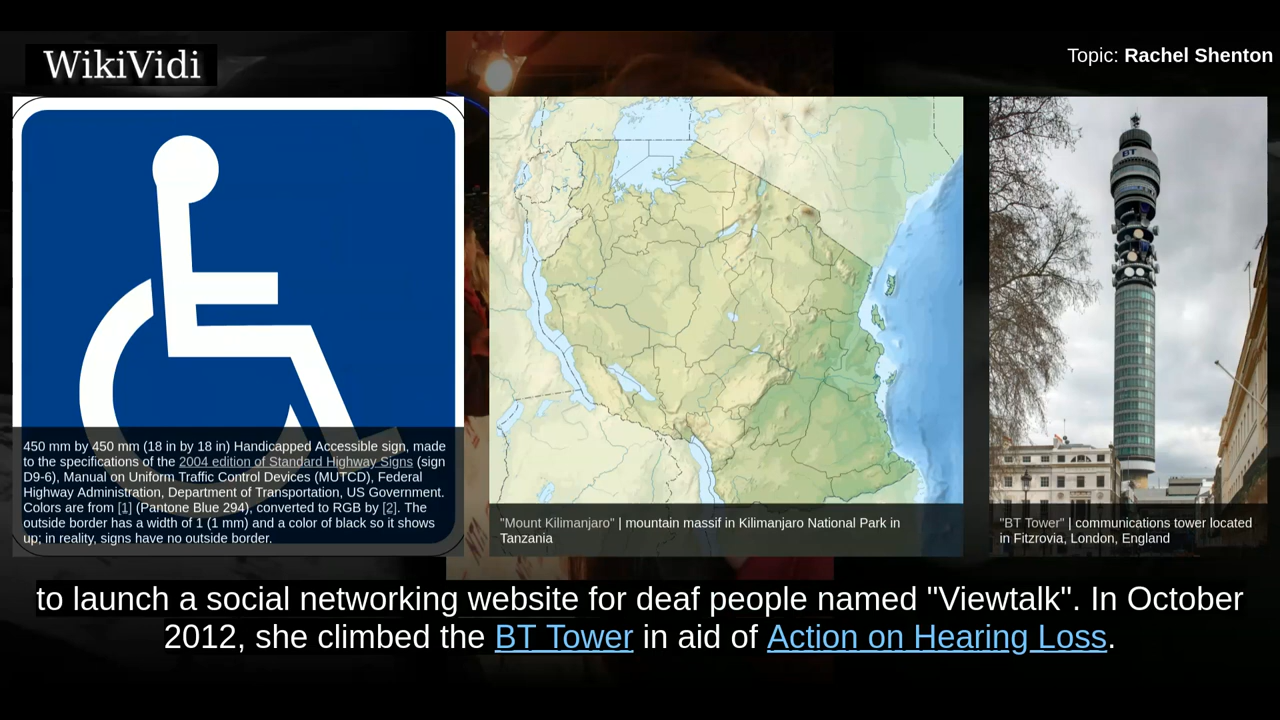 WikiVidi
Topic: Rachel Shenton
BT
450 mm by 450 mm (18 in by 18 in) Handicapped Accessible sign, made
to the specifications of the 2004 edition of Standard Highway Signs (sign
D9-6), Manual on Uniform Traffic Control Devices (MUTCD), Federal
Highway Administration, Department of Transportation, US Government.
Colors are from [1] (Pantone Blue 294), converted to RGB by [2]. The
outside border has a width of 1 (1 mm) and a color of black so it shows
up; in reality, signs have no outside border.
"Mount Kilimanjaro" | mountain massif in Kilimanjaro National Park in
Tanzania
"BT Tower" | communications tower located
in Fitzrovia, London, England
to launch a social networking website for deaf people named "Viewtalk". In October
2012, she climbed the BT Tower in aid of Action on Hearing Loss.